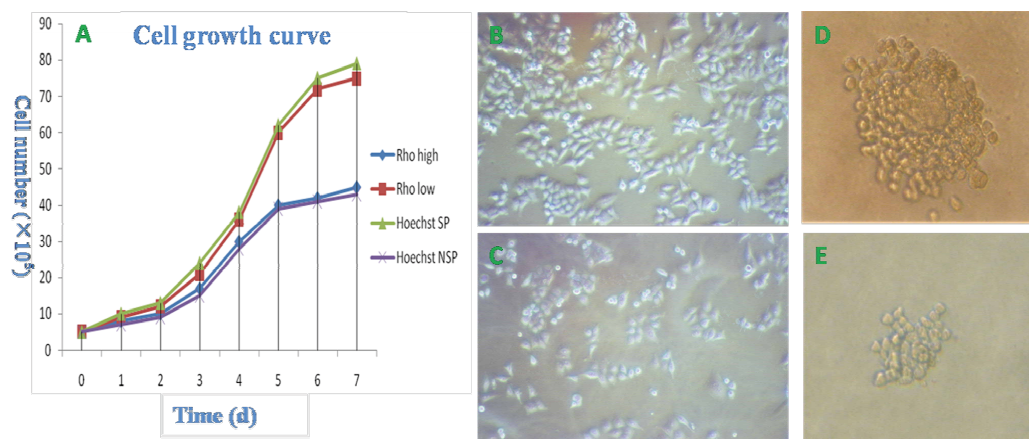 A
Cell growth curve
Cell number (×10⁵)
90
80
70
60
50
40
30
20
10
0
0 1 2 3 4 5 6 7
Time (d)
Rho high
Rho low
Hoechst SP
Hoechst NSP
B
C
D
E